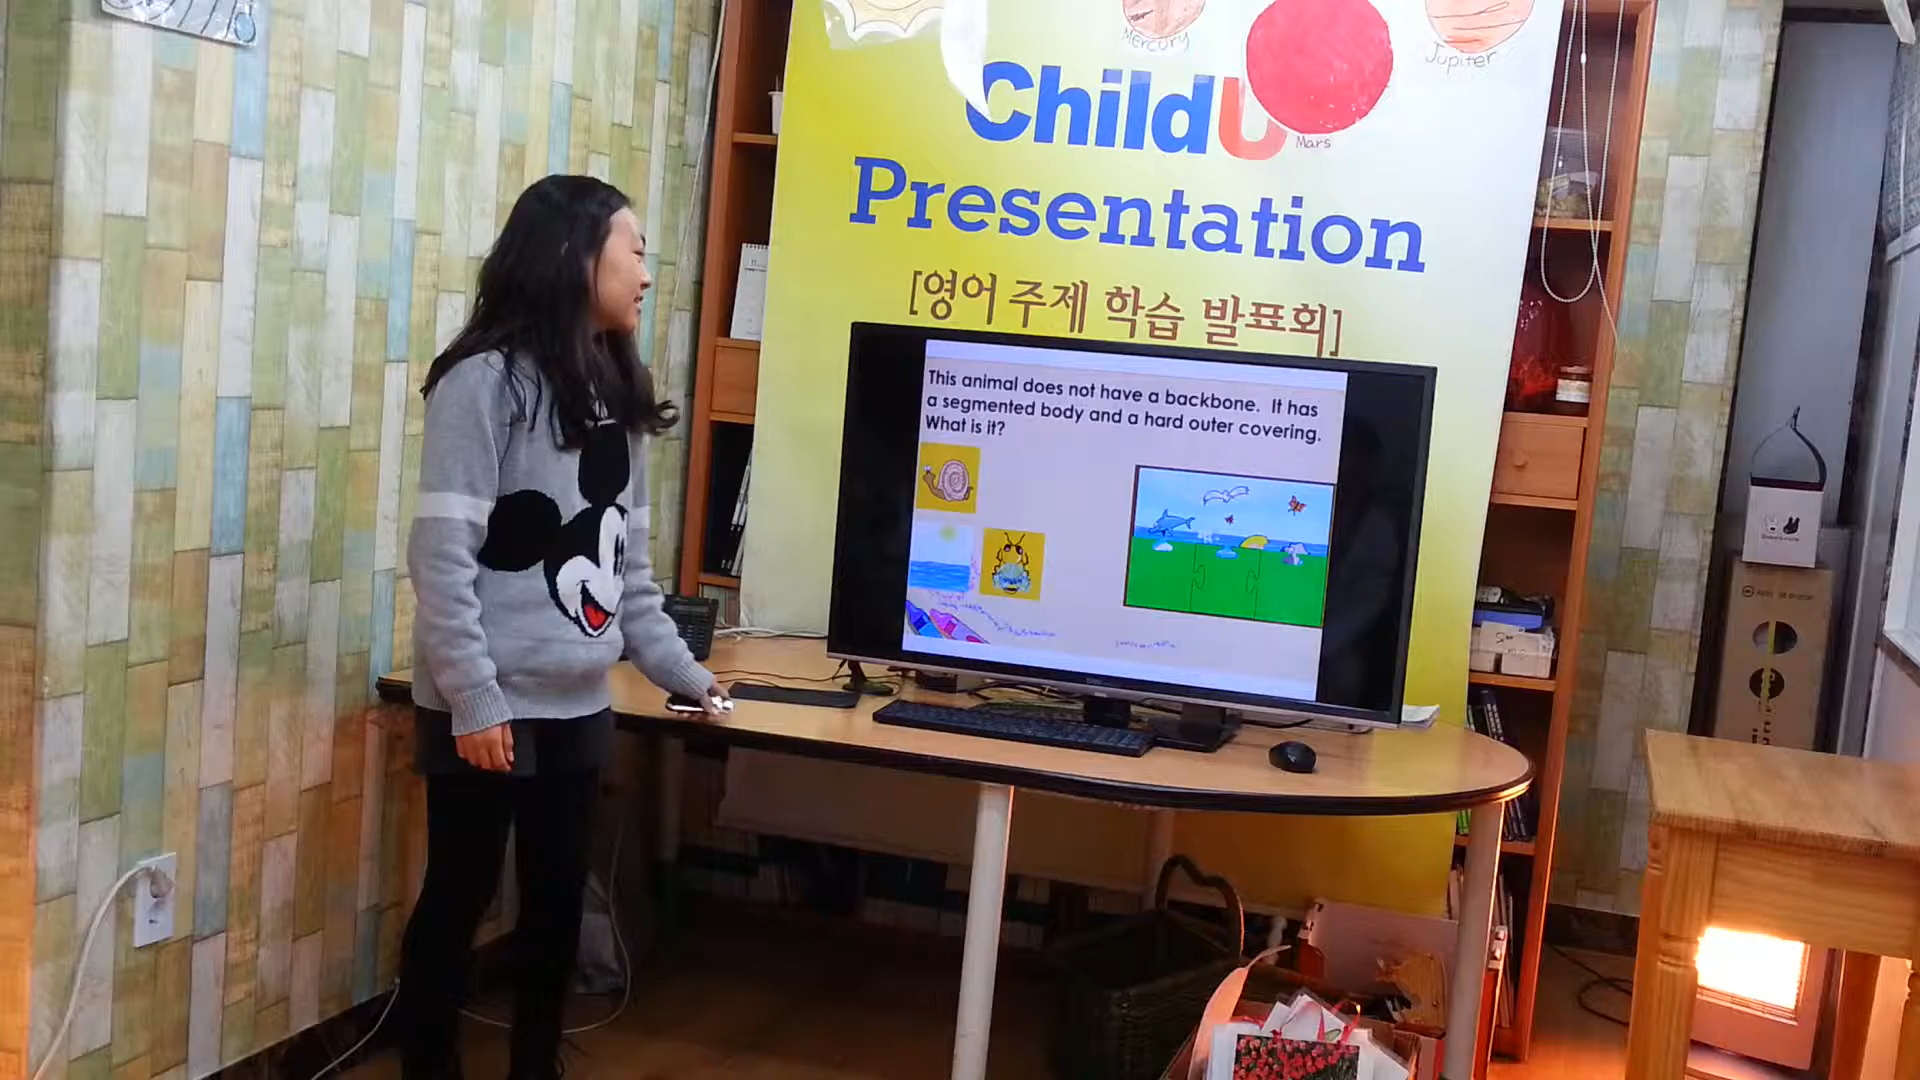 Mercury
Jupiter
ChildU
Mars
Presentation
[영어 주제 학습 발표회]
This animal does not have a backbone. It has
a segmented body and a hard outer covering.
What is it?